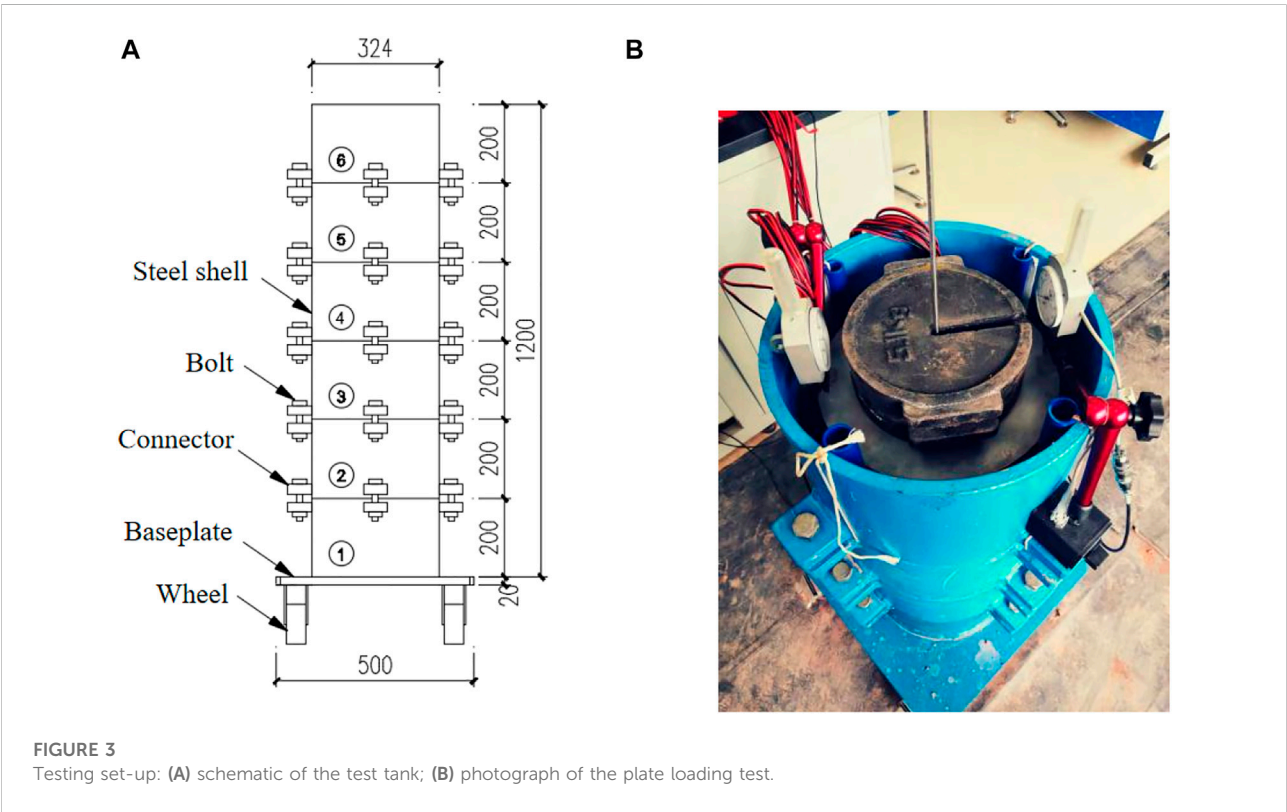 A
B
324
200
200
200
200
200
200
1200
20
500
6
5
4
3
2
1
Steel shell
Bolt
Connector
Baseplate
Wheel
FIGURE 3
Testing set-up: (A) schematic of the test tank; (B) photograph of the plate loading test.